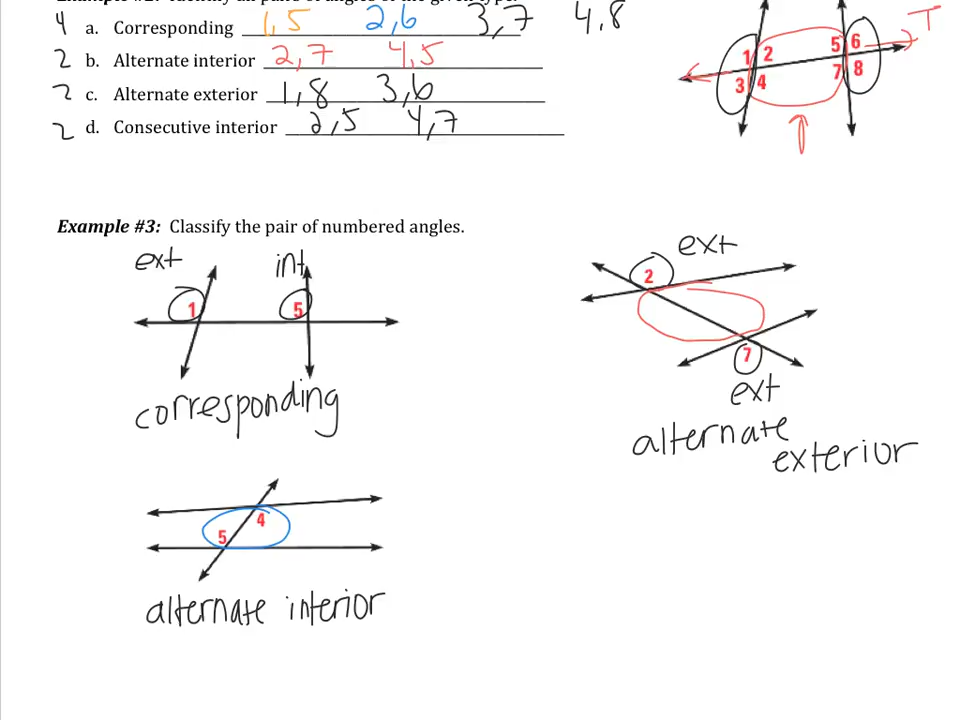 4 a. Corresponding 1,5 2,6 3,7 4,8
2 b. Alternate interior 2,7 4,5
2 c. Alternate exterior 1,8 3,6
2 d. Consecutive interior 2,5 4,7
T
1 2 5 6
3 4 7 8
Example #3: Classify the pair of numbered angles.
ext int
1 5
corresponding
ext
2
7
ext
alternate
exterior
4
5
alternate interior